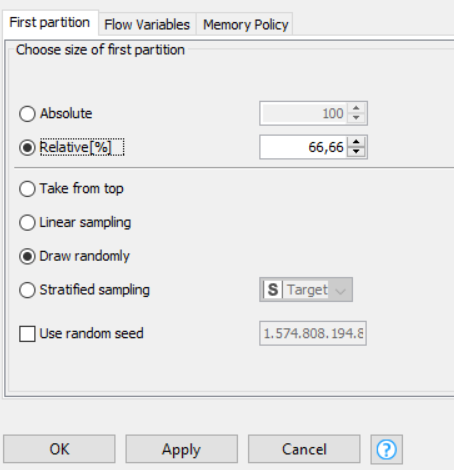 First partition Flow Variables Memory Policy
Choose size of first partition
Absolute 100
Relative[%] 66,66
Take from top
Linear sampling
Draw randomly
Stratified sampling S Target
Use random seed 1.574.808.194.8
OK Apply Cancel ?